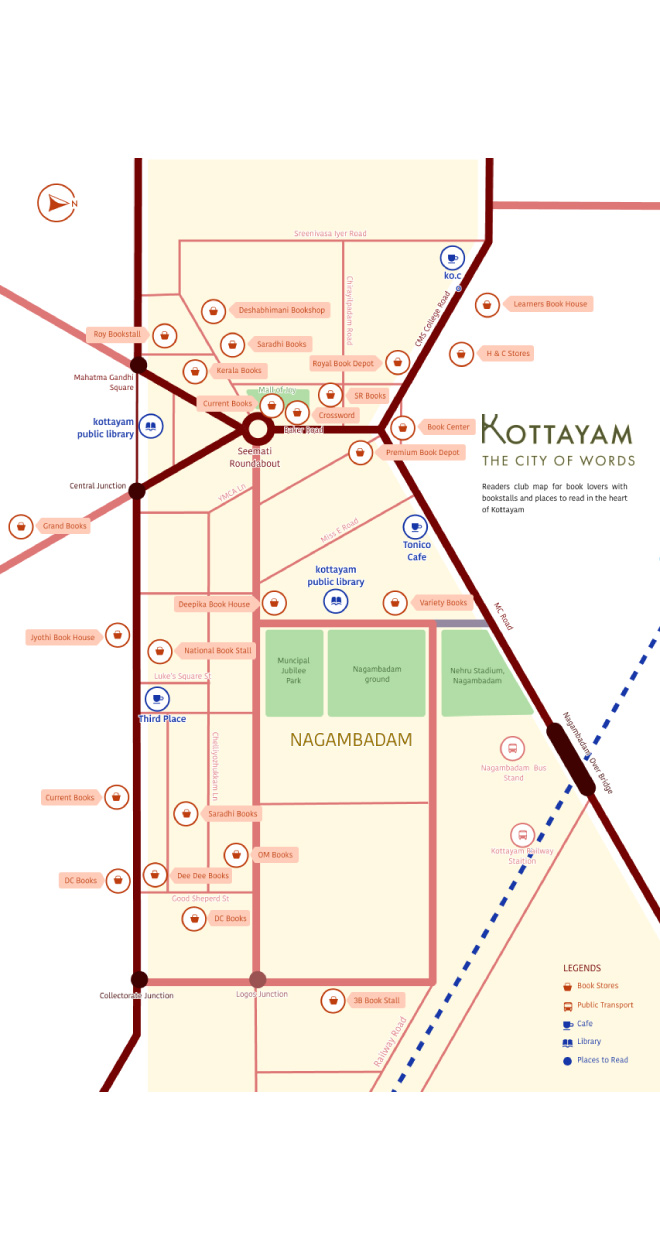 N
Sreenivasa Iyer Road
ko.c
Chirayilpadam Road
CMS College Road
Learners Book House
Deshabhimani Bookshop
Roy Bookstall
Saradhi Books
H & C Stores
Royal Book Depot
Kerala Books
Mahatma Gandhi
Square
Mall of Joy
SR Books
Current Books
Crossword
Baker Road
Book Center
kottayam
public library
Seemati
Roundabout
Premium Book Depot
KOTTAYAM
THE CITY OF WORDS
Readers club map for book lovers with
bookstalls and places to read in the heart
of Kottayam
Central Junction
YMCA Ln
Grand Books
Miss E Road
Tonico
Cafe
kottayam
public library
Deepika Book House
Variety Books
MC Road
Jyothi Book House
National Book Stall
Muncipal
Jubilee
Park
Nagambadam
ground
Nehru Stadium,
Nagambadam
Luke's Square St
Third Place
NAGAMBADAM
Nagambadam Over Bridge
Chelliyozhukkam Ln
Nagambadam Bus
Stand
Current Books
Saradhi Books
Kottayam Railway
Staition
OM Books
DC Books
Dee Dee Books
Good Sheperd St
DC Books
Collectorate Junction
Logos Junction
3B Book Stall
Railway Road
LEGENDS
Book Stores
Public Transport
Cafe
Library
Places to Read